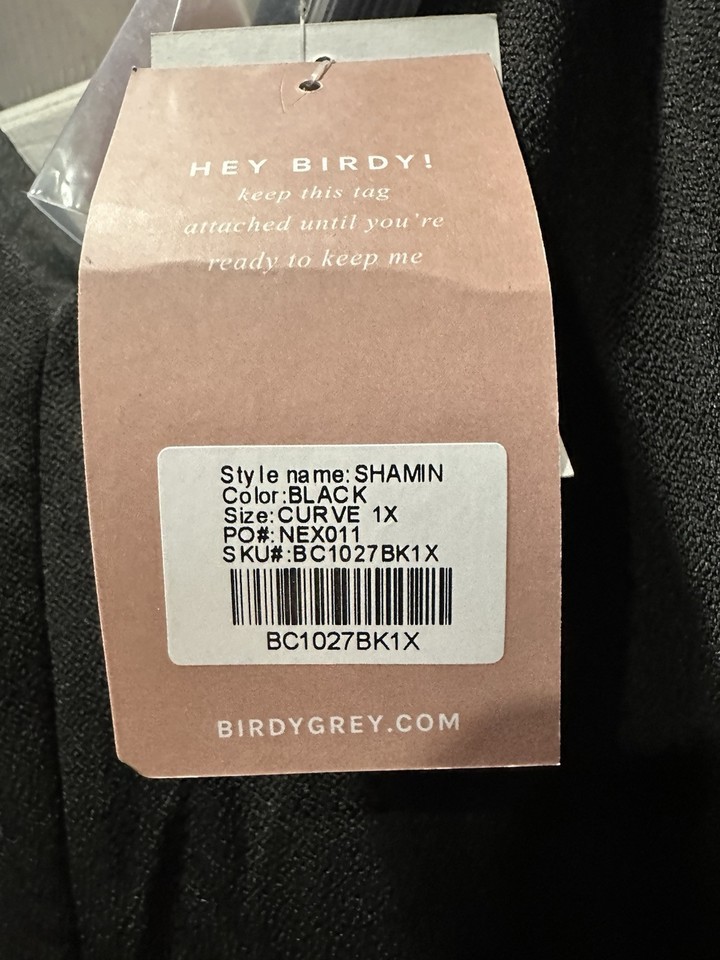 HEY BIRDY!
keep this tag
attached until you're
ready to keep me
Style name: SHAMIN
Color:BLACK
Size:CURVE 1X
PO#:NEX011
SKU#:BC1027BK1X
BC1027BK1X
BIRDYGREY.COM